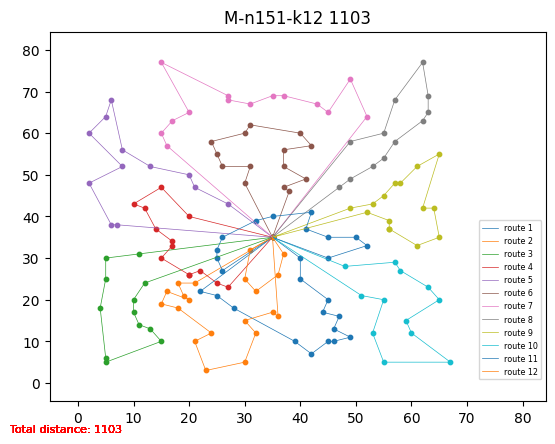 M-n151-k12 1103
80
70
60
50
40
30
20
10
0
0 10 20 30 40 50 60 70 80
route 1
route 2
route 3
route 4
route 5
route 6
route 7
route 8
route 9
route 10
route 11
route 12
Total distance: 1103